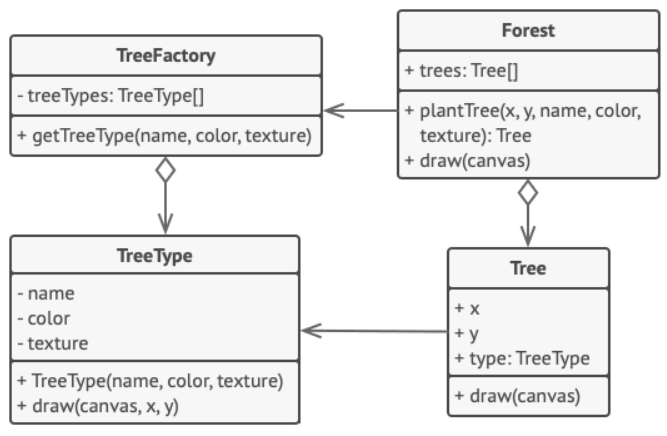 TreeFactory
- treeTypes: TreeType[]
+ getTreeType(name, color, texture)
Forest
+ trees: Tree[]
+ plantTree(x, y, name, color,
texture): Tree
+ draw(canvas)
TreeType
- name
- color
- texture
+ TreeType(name, color, texture)
+ draw(canvas, x, y)
Tree
+ x
+ y
+ type: TreeType
+ draw(canvas)